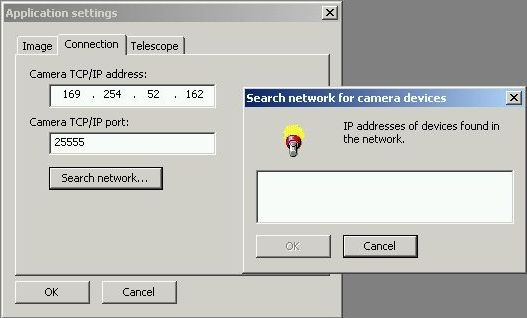 Application settings
Image
Connection
Telescope
Camera TCP/IP address:
169 . 254 . 52 . 162
Camera TCP/IP port:
25555
Search network...
OK
Cancel
Search network for camera devices
IP addresses of devices found in
the network.
OK
Cancel